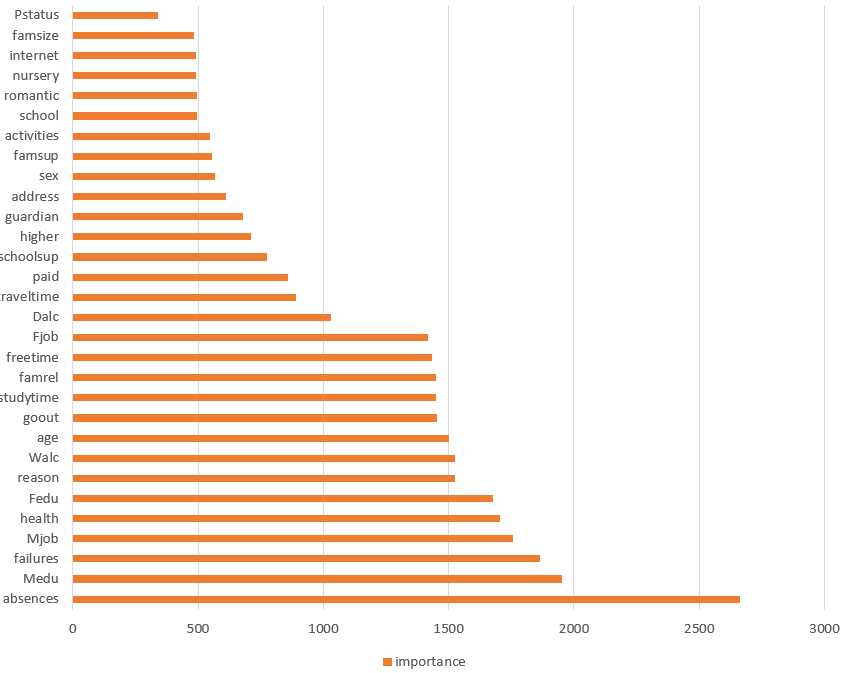 Pstatus
famsize
internet
nursery
romantic
school
activities
famsup
sex
address
guardian
higher
schoolsup
paid
raveltime
Dalc
Fjob
freetime
famrel
studytime
goout
age
Walc
reason
Fedu
health
Mjob
failures
Medu
absences
0 500 1000 1500 2000 2500 3000
importance